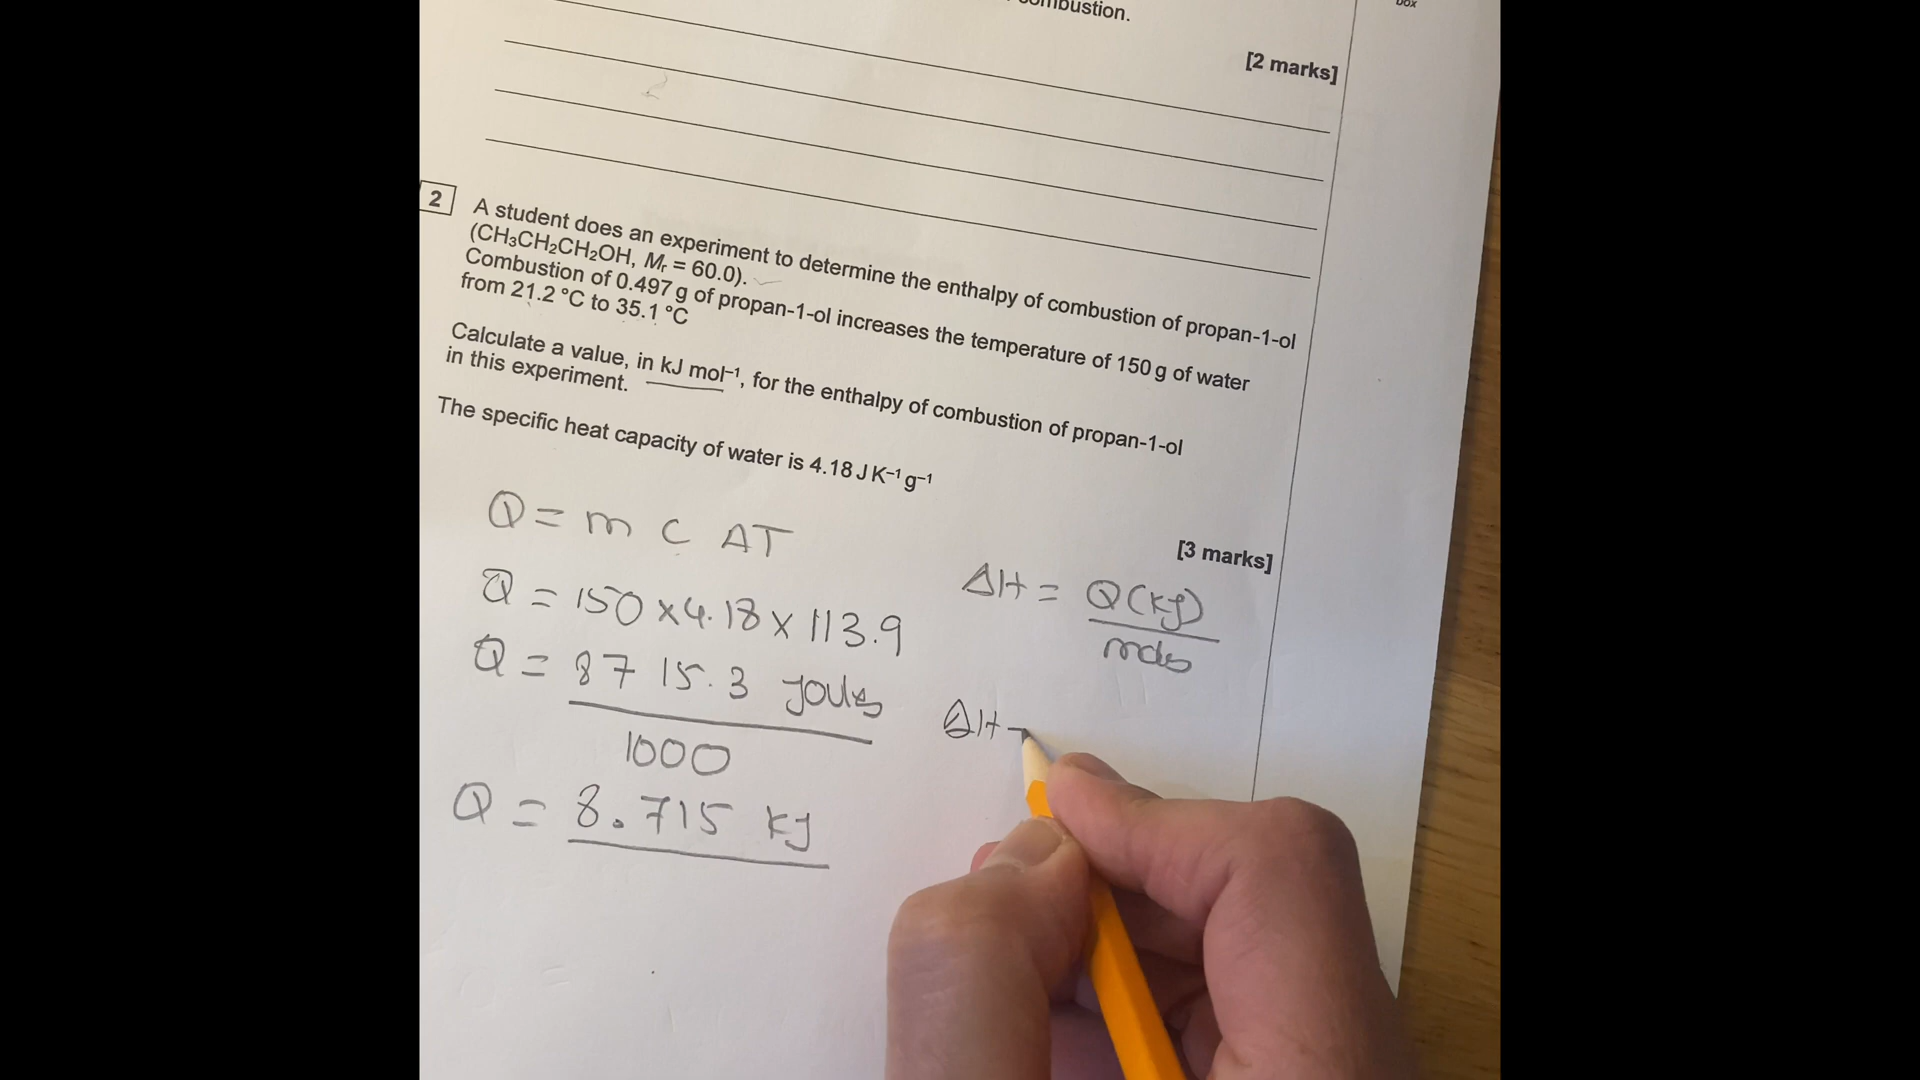 combustion.
box
[2 marks]
2
A student does an experiment to determine the enthalpy of combustion of propan-1-ol
(CH₃CH₂CH₂OH, Mᵣ = 60.0).
Combustion of 0.497 g of propan-1-ol increases the temperature of 150 g of water
from 21.2 °C to 35.1 °C
Calculate a value, in kJ mol⁻¹, for the enthalpy of combustion of propan-1-ol
in this experiment.
The specific heat capacity of water is 4.18 J K⁻¹ g⁻¹
[3 marks]
Q = m c ΔT
Q = 150 x 4.18 x 113.9
Q = 8715.3 joules
1000
Q = 8.715 kJ
ΔH = Q (kJ)
moles
ΔH